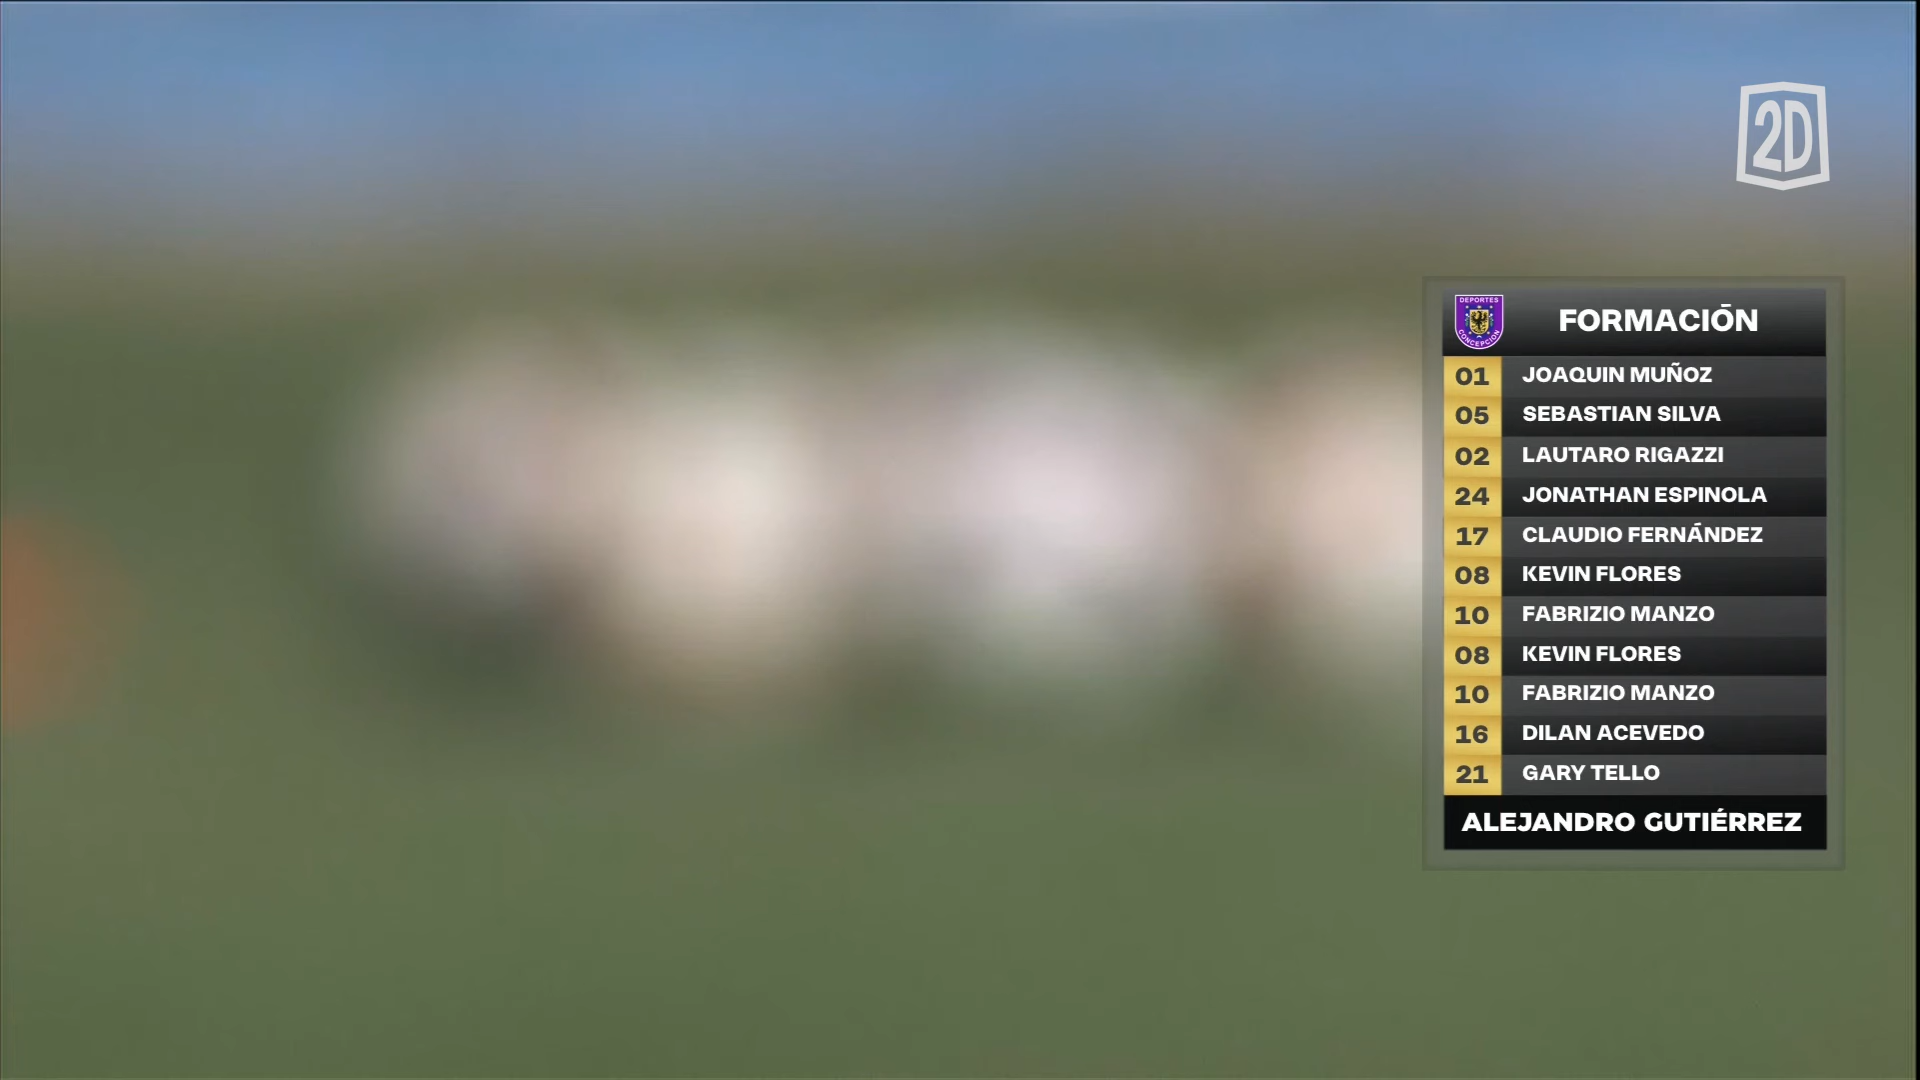 2D
DEPORTES
CONCEPCION
FORMACIÓN
01 JOAQUIN MUÑOZ
05 SEBASTIAN SILVA
02 LAUTARO RIGAZZI
24 JONATHAN ESPINOLA
17 CLAUDIO FERNÁNDEZ
08 KEVIN FLORES
10 FABRIZIO MANZO
08 KEVIN FLORES
10 FABRIZIO MANZO
16 DILAN ACEVEDO
21 GARY TELLO
ALEJANDRO GUTIÉRREZ